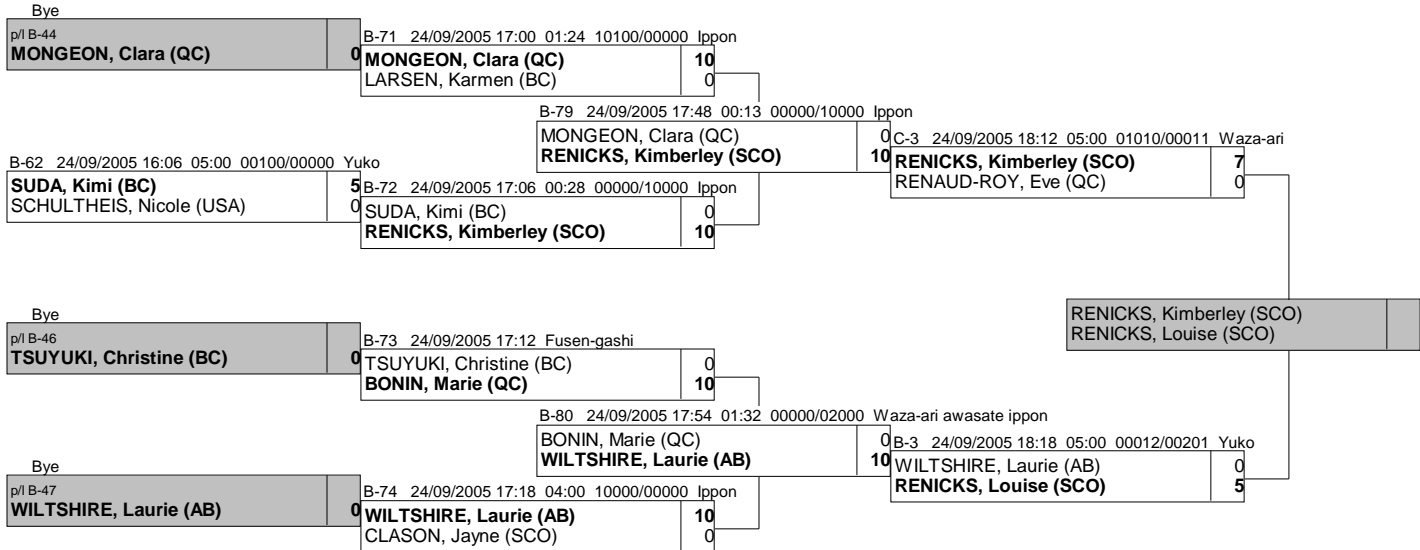 Bye
p/l B-44
MONGEON, Clara (QC) 0
B-71 24/09/2005 17:00 01:24 10100/00000 Ippon
MONGEON, Clara (QC) 10
LARSEN, Karmen (BC) 0
B-79 24/09/2005 17:48 00:13 00000/10000 Ippon
MONGEON, Clara (QC) 0
RENICKS, Kimberley (SCO) 10
C-3 24/09/2005 18:12 05:00 01010/00011 Waza-ari
RENICKS, Kimberley (SCO) 7
RENAUD-ROY, Eve (QC) 0
B-62 24/09/2005 16:06 05:00 00100/00000 Yuko
SUDA, Kimi (BC) 5
SCHULTHEIS, Nicole (USA) 0
B-72 24/09/2005 17:06 00:28 00000/10000 Ippon
SUDA, Kimi (BC) 0
RENICKS, Kimberley (SCO) 10
RENICKS, Kimberley (SCO)
RENICKS, Louise (SCO)
Bye
p/l B-46
TSUYUKI, Christine (BC) 0
B-73 24/09/2005 17:12 Fusen-gashi
TSUYUKI, Christine (BC) 0
BONIN, Marie (QC) 10
B-80 24/09/2005 17:54 01:32 00000/02000 Waza-ari awasate ippon
BONIN, Marie (QC) 0
WILTSHIRE, Laurie (AB) 10
B-3 24/09/2005 18:18 05:00 00012/00201 Yuko
WILTSHIRE, Laurie (AB) 0
RENICKS, Louise (SCO) 5
Bye
p/l B-47
WILTSHIRE, Laurie (AB) 0
B-74 24/09/2005 17:18 04:00 10000/00000 Ippon
WILTSHIRE, Laurie (AB) 10
CLASON, Jayne (SCO) 0